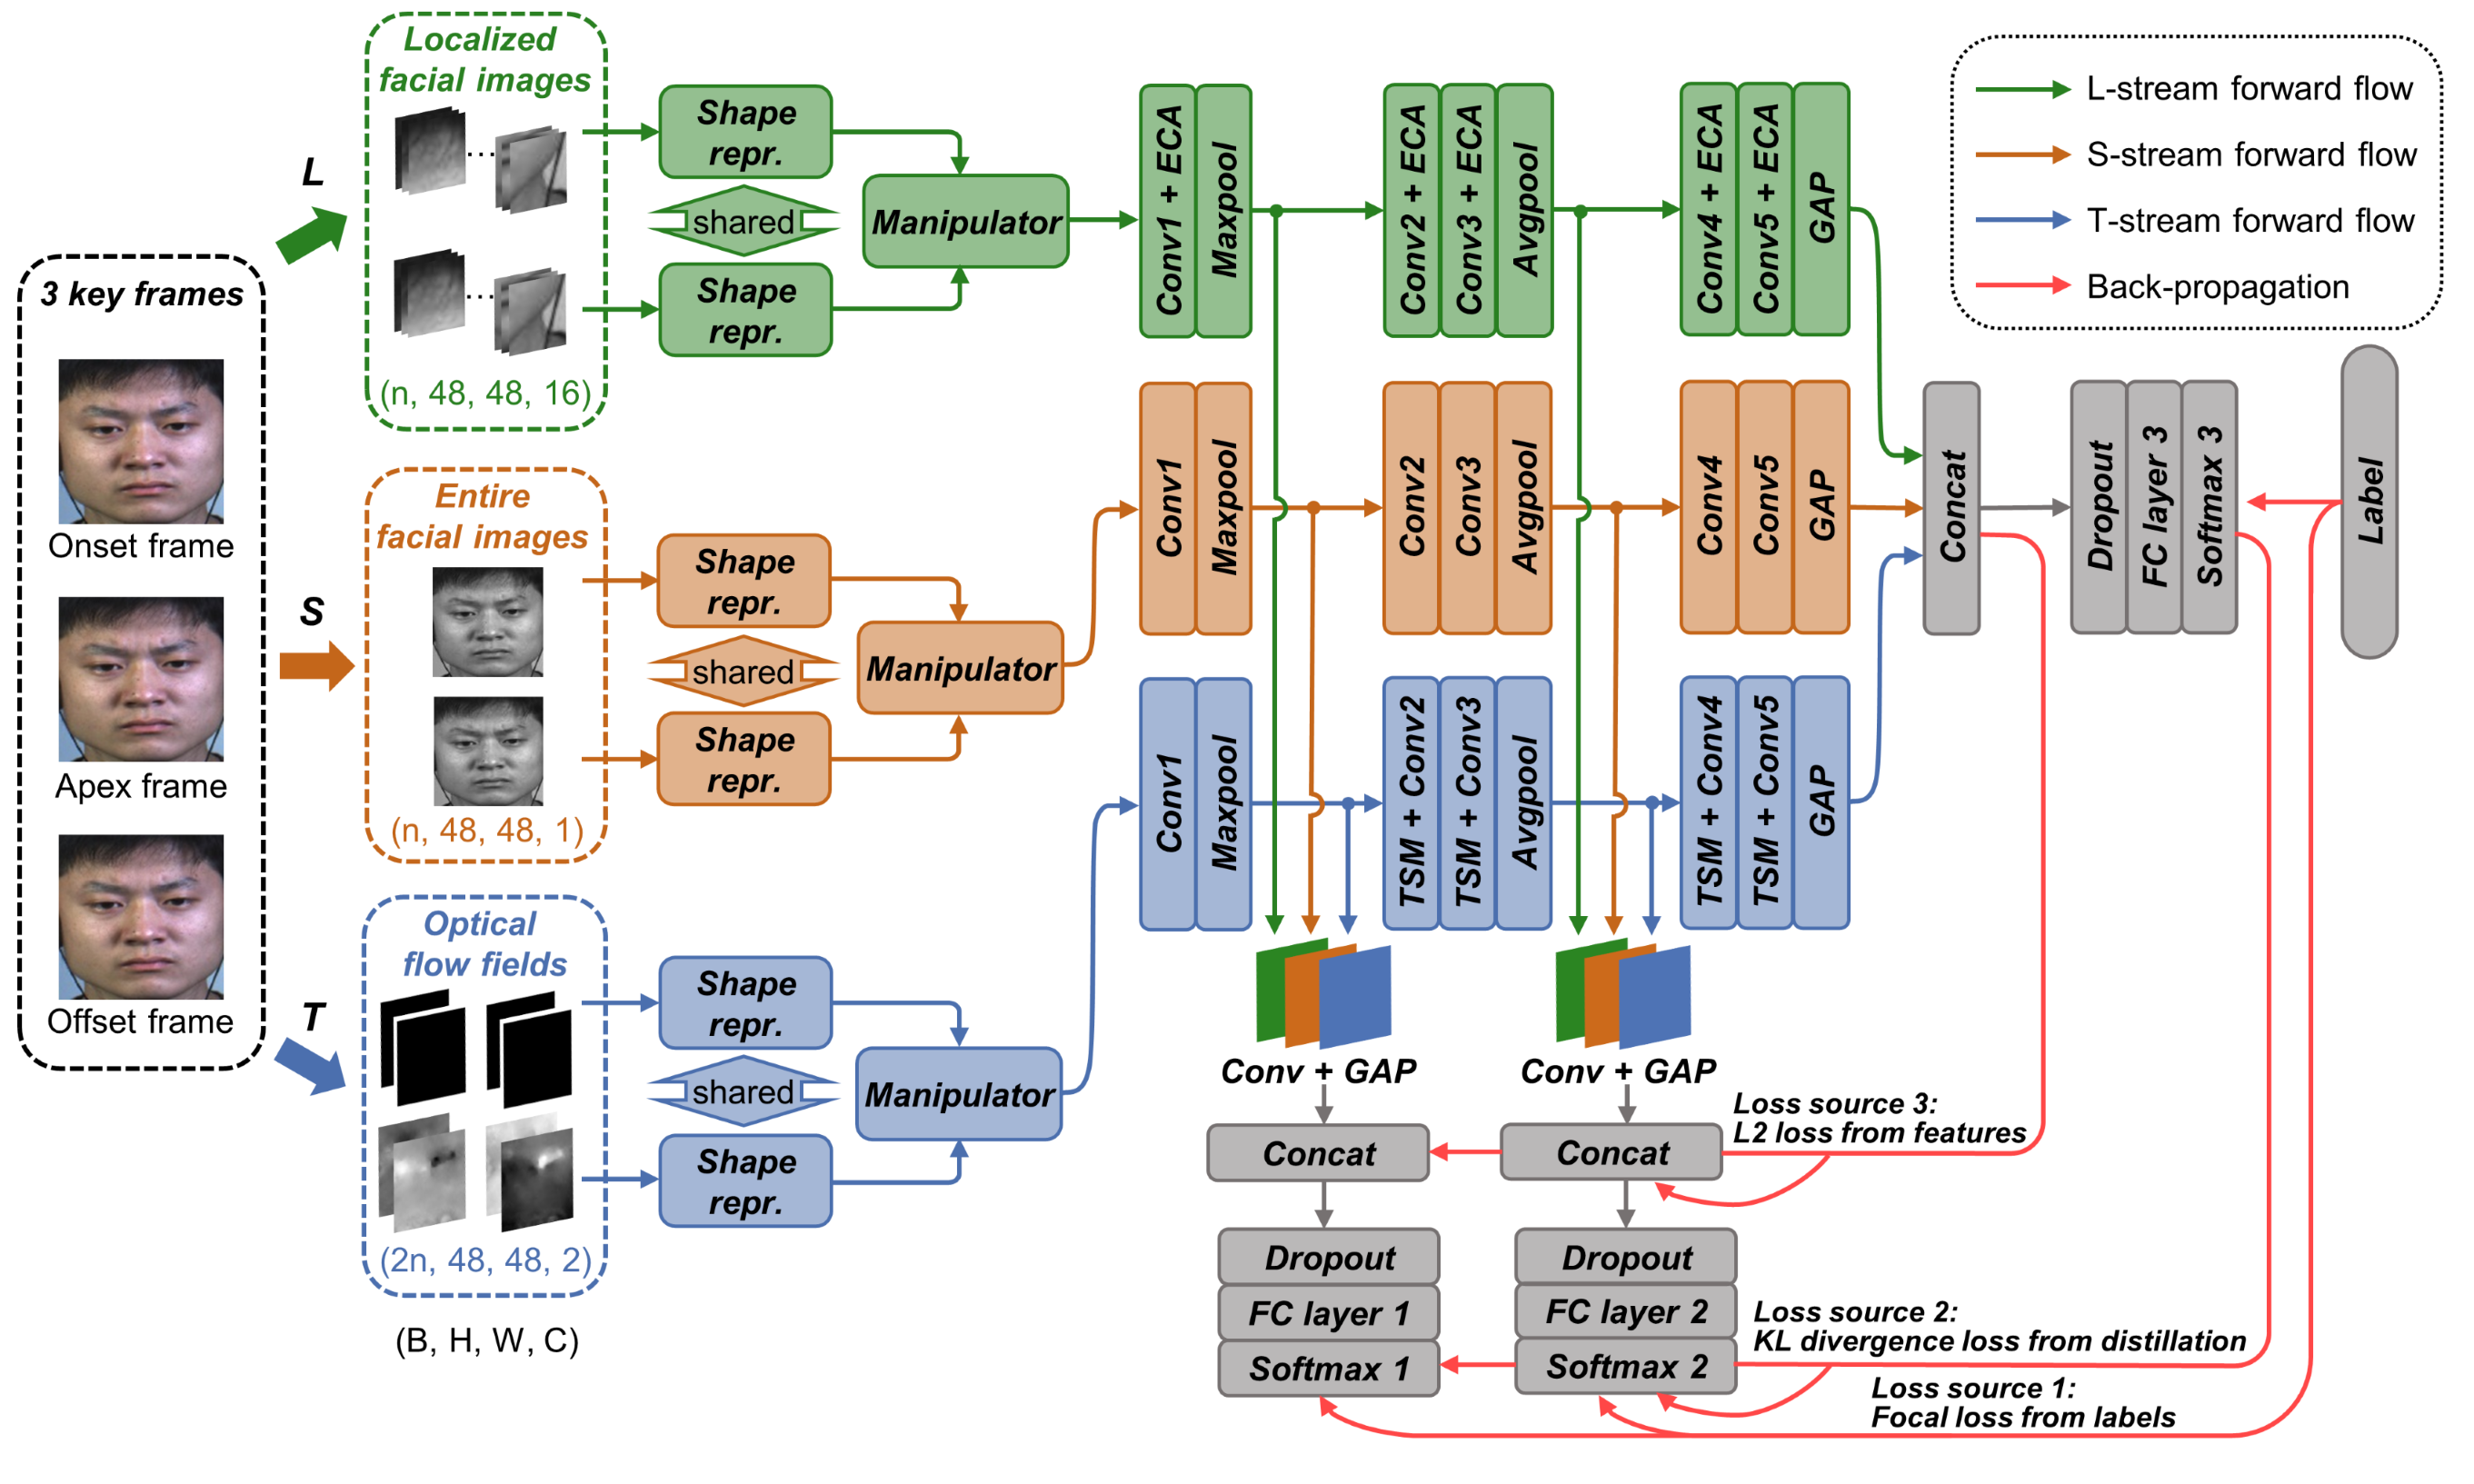 3 key frames
Onset frame
Apex frame
Offset frame
L
S
T
Localized
facial images
(n, 48, 48, 16)
Entire
facial images
(n, 48, 48, 1)
Optical
flow fields
(2n, 48, 48, 2)
(B, H, W, C)
Shape
repr.
shared
Shape
repr.
Manipulator
Shape
repr.
shared
Shape
repr.
Manipulator
Shape
repr.
shared
Shape
repr.
Manipulator
Conv1 + ECA
Maxpool
Conv2 + ECA
Conv3 + ECA
Avgpool
Conv4 + ECA
Conv5 + ECA
GAP
Conv1
Maxpool
Conv2
Conv3
Avgpool
Conv4
Conv5
GAP
Conv1
Maxpool
TSM + Conv2
TSM + Conv3
Avgpool
TSM + Conv4
TSM + Conv5
GAP
Concat
Dropout
FC layer 3
Softmax 3
Label
L-stream forward flow
S-stream forward flow
T-stream forward flow
Back-propagation
Conv + GAP
Concat
Dropout
FC layer 1
Softmax 1
Conv + GAP
Concat
Dropout
FC layer 2
Softmax 2
Loss source 3:
L2 loss from features
Loss source 2:
KL divergence loss from distillation
Loss source 1:
Focal loss from labels